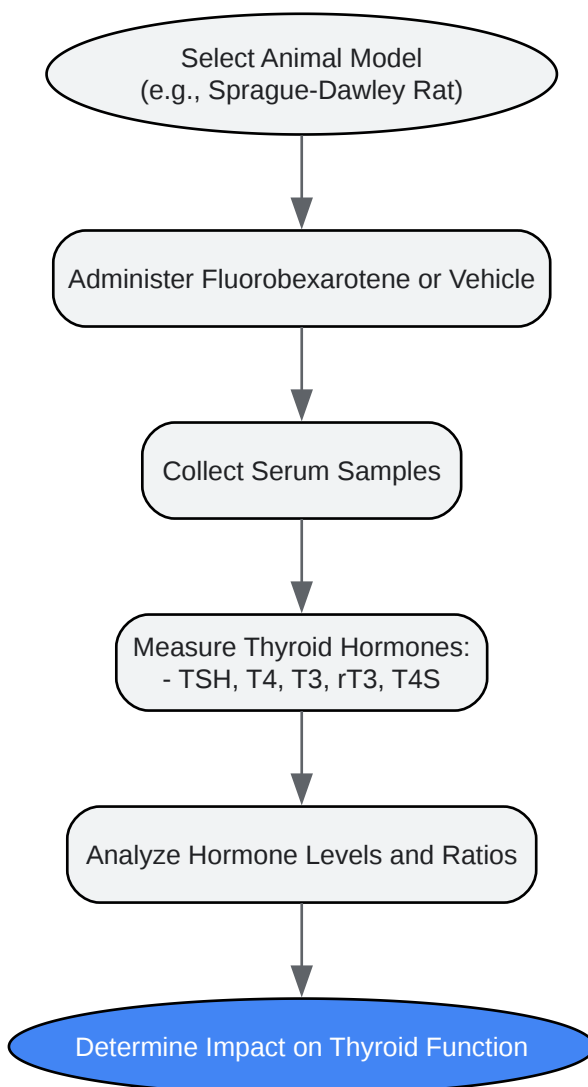 Select Animal Model
(e.g., Sprague-Dawley Rat)
Administer Fluorobexarotene or Vehicle
Collect Serum Samples
Measure Thyroid Hormones:
- TSH, T4, T3, rT3, T4S
Analyze Hormone Levels and Ratios
Determine Impact on Thyroid Function